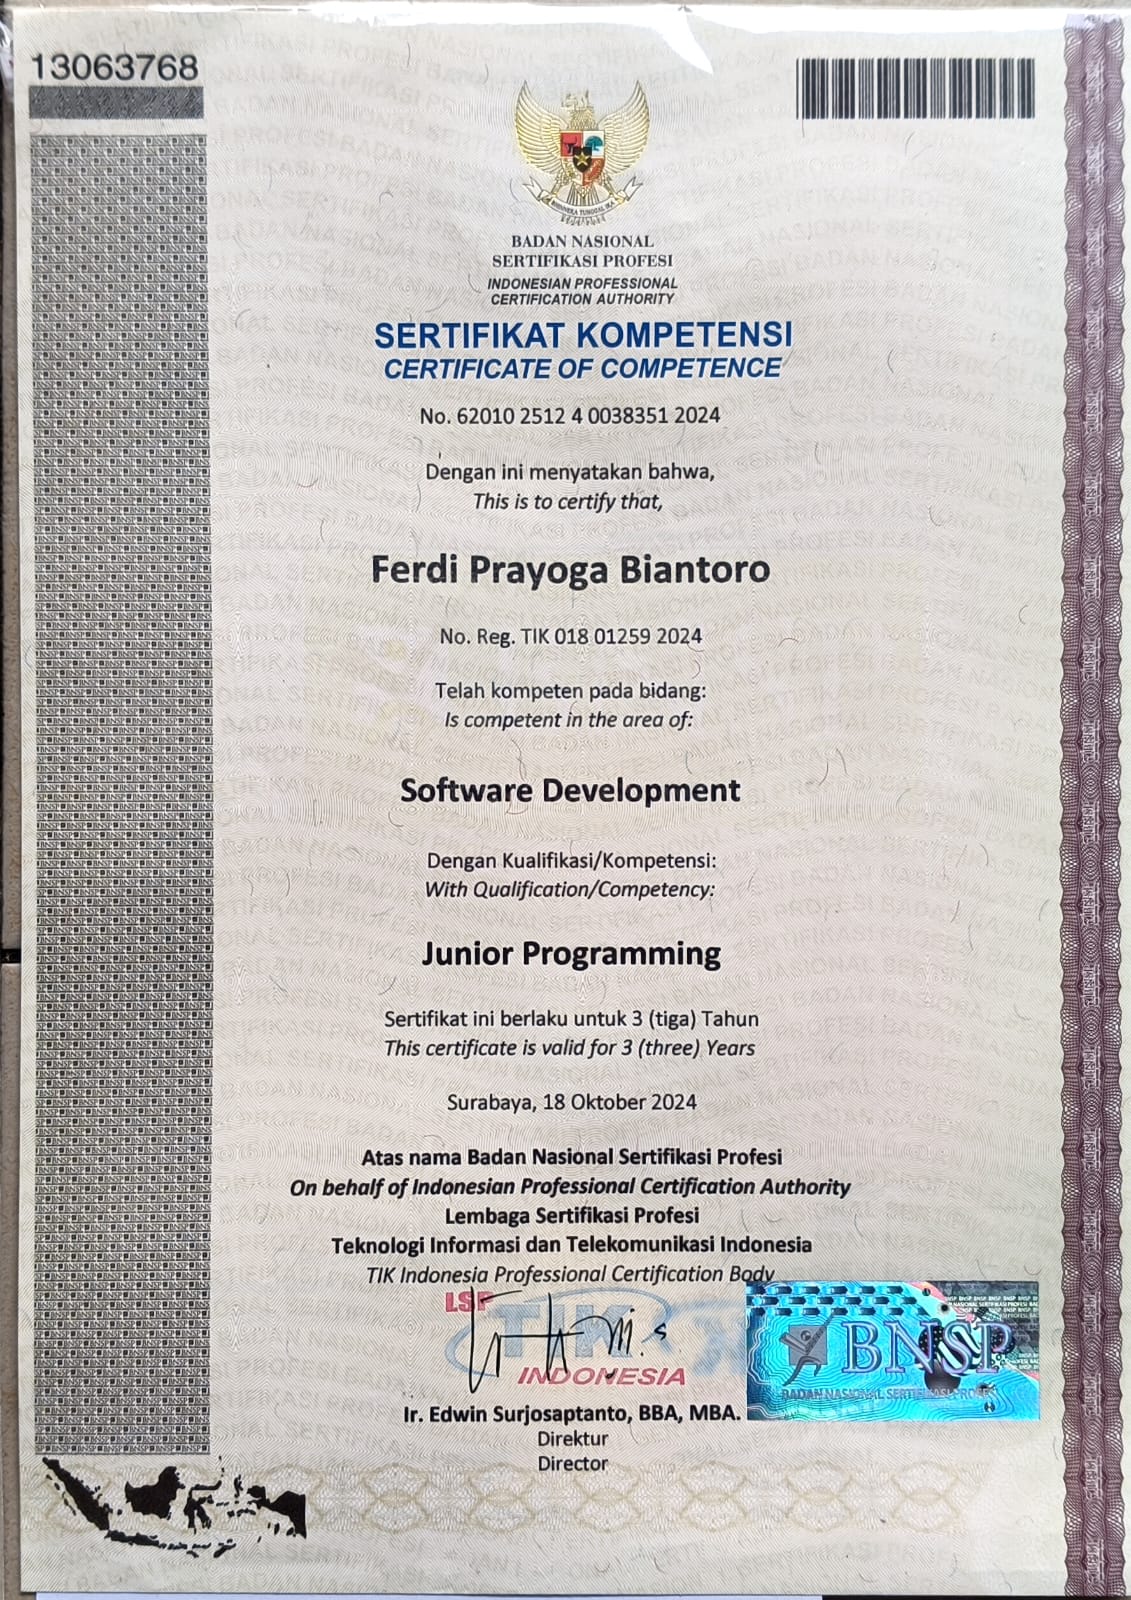 13063768
BHINNEKA TUNGGAL IKA
BADAN NASIONAL
SERTIFIKASI PROFESI
INDONESIAN PROFESSIONAL
CERTIFICATION AUTHORITY
SERTIFIKAT KOMPETENSI
CERTIFICATE OF COMPETENCE
No. 62010 2512 4 0038351 2024
Dengan ini menyatakan bahwa,
This is to certify that,
Ferdi Prayoga Biantoro
No. Reg. TIK 018 01259 2024
Telah kompeten pada bidang:
Is competent in the area of:
Software Development
Dengan Kualifikasi/Kompetensi:
With Qualification/Competency:
Junior Programming
Sertifikat ini berlaku untuk 3 (tiga) Tahun
This certificate is valid for 3 (three) Years
Surabaya, 18 Oktober 2024
Atas nama Badan Nasional Sertifikasi Profesi
On behalf of Indonesian Professional Certification Authority
Lembaga Sertifikasi Profesi
Teknologi Informasi dan Telekomunikasi Indonesia
TIK Indonesia Professional Certification Body
LSP
TIK
INDONESIA
BNSP
BADAN NASIONAL SERTIFIKASI PROFESI
Ir. Edwin Surjosaptanto, BBA, MBA.
Direktur
Director